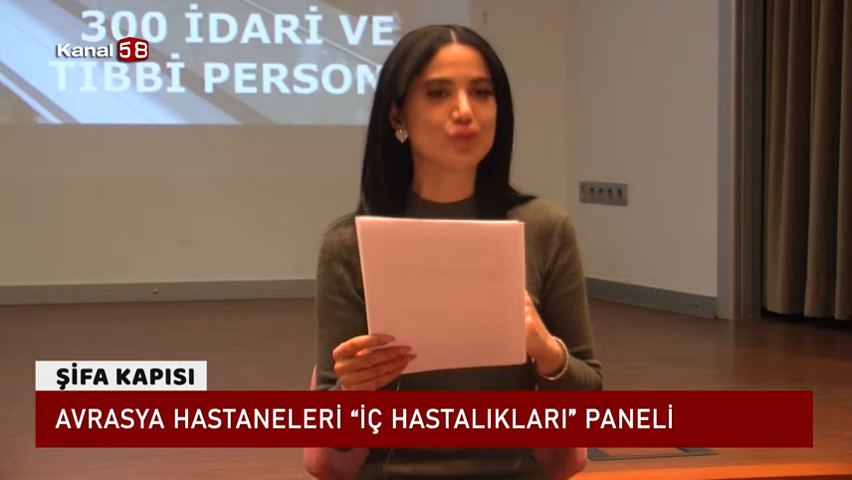 300 İDARİ VE
Kanal 58
TIBBİ PERSON
ŞİFA KAPISI
AVRASYA HASTANELERİ “İÇ HASTALIKLARI” PANELİ